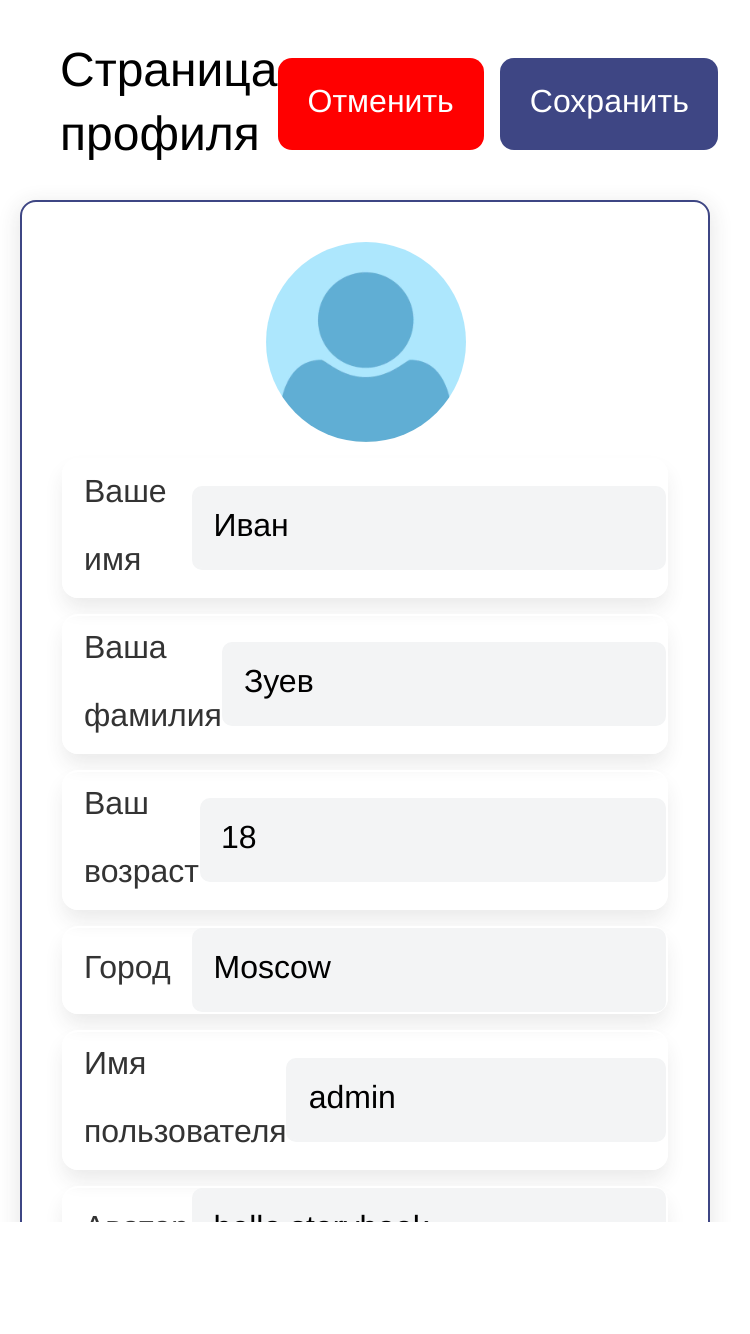 Страница
профиля
Отменить
Сохранить
Ваше
имя
Иван
Ваша
фамилия
Зуев
Ваш
возраст
18
Город
Moscow
Имя
пользователя
admin